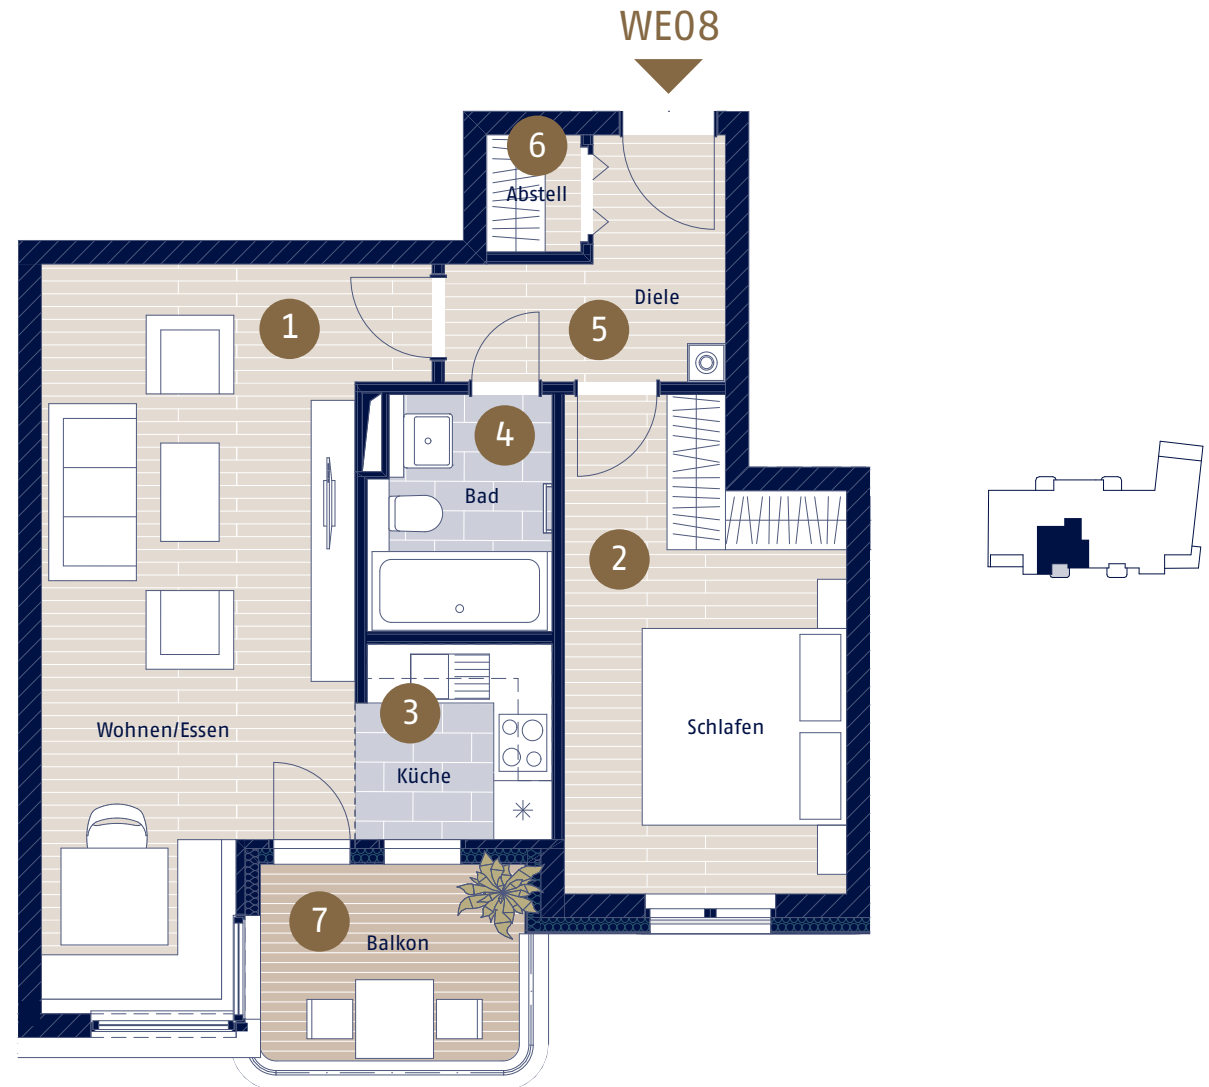 WE08
6
Abstell
Diele
1
5
4
Bad
2
3
Wohnen/Essen
Schlafen
Küche
7
Balkon